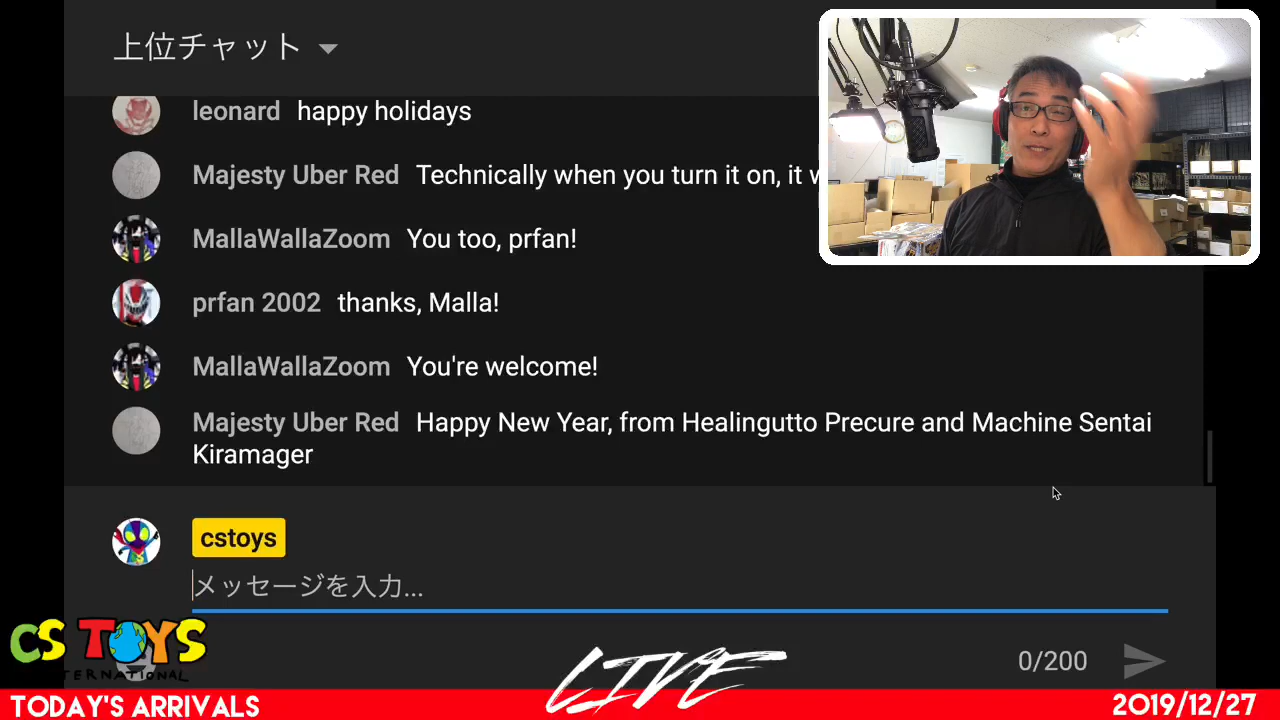 上位チャット
leonard happy holidays
Majesty Uber Red Technically when you turn it on, it
MallaWallaZoom You too, prfan!
prfan 2002 thanks, Malla!
MallaWallaZoom You're welcome!
Majesty Uber Red Happy New Year, from Healingutto Precure and Machine Sentai
Kiramager
cstoys
メッセージを入力...
CS TOYS
INTERNATIONAL
LIVE
0/200
TODAY'S ARRIVALS
2019/12/27